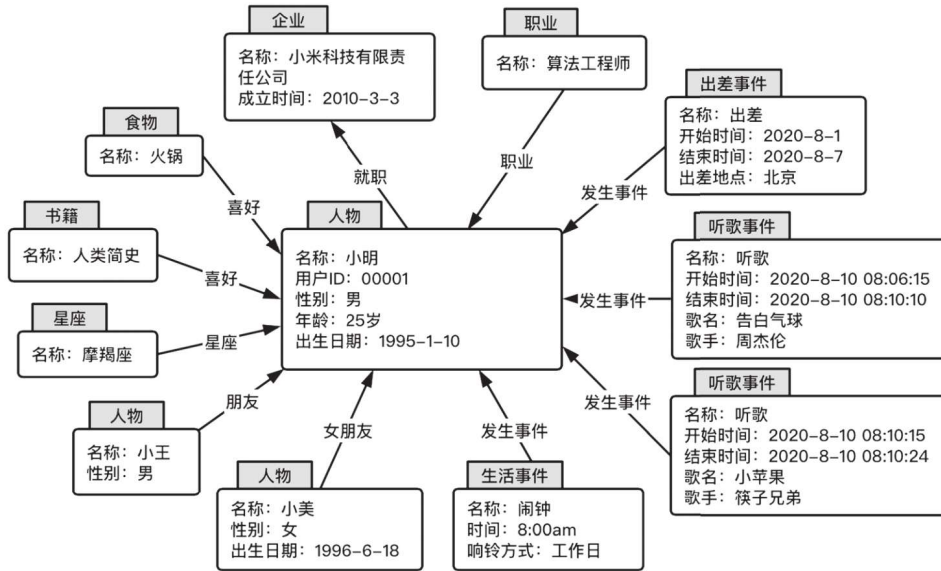 企业
名称：小米科技有限责
任公司
成立时间：2010-3-3
职业
名称：算法工程师
出差事件
名称：出差
开始时间：2020-8-1
结束时间：2020-8-7
出差地点：北京
食物
名称：火锅
就职
职业
发生事件
喜好
书籍
名称：人类简史
喜好
人物
名称：小明
用户ID：00001
性别：男
年龄：25岁
出生日期：1995-1-10
听歌事件
名称：听歌
开始时间：2020-8-10 08:06:15
结束时间：2020-8-10 08:10:10
歌名：告白气球
歌手：周杰伦
发生事件
星座
名称：摩羯座
星座
朋友
人物
名称：小王
性别：男
女朋友
人物
名称：小美
性别：女
出生日期：1996-6-18
发生事件
生活事件
名称：闹钟
时间：8:00am
响铃方式：工作日
发生事件
听歌事件
名称：听歌
开始时间：2020-8-10 08:10:15
结束时间：2020-8-10 08:10:24
歌名：小苹果
歌手：筷子兄弟